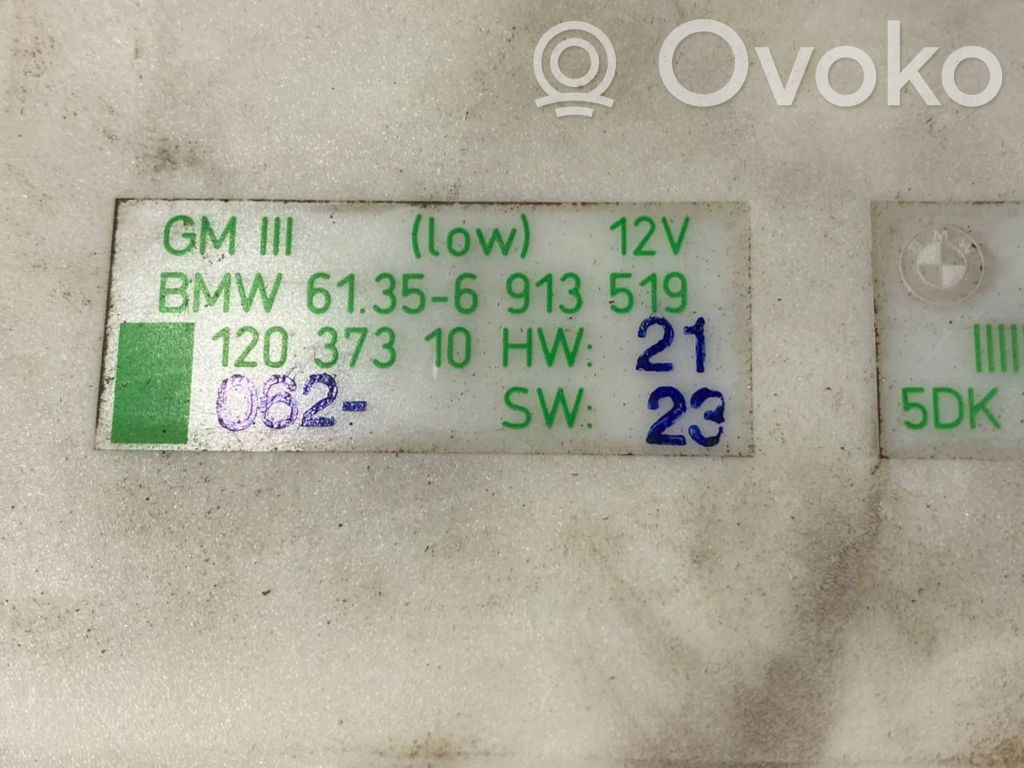 Ovoko
GM III (low) 12V
BMW 61.35-6 913 519
120 373 10 HW: 21
062- SW: 23
BMW
5DK